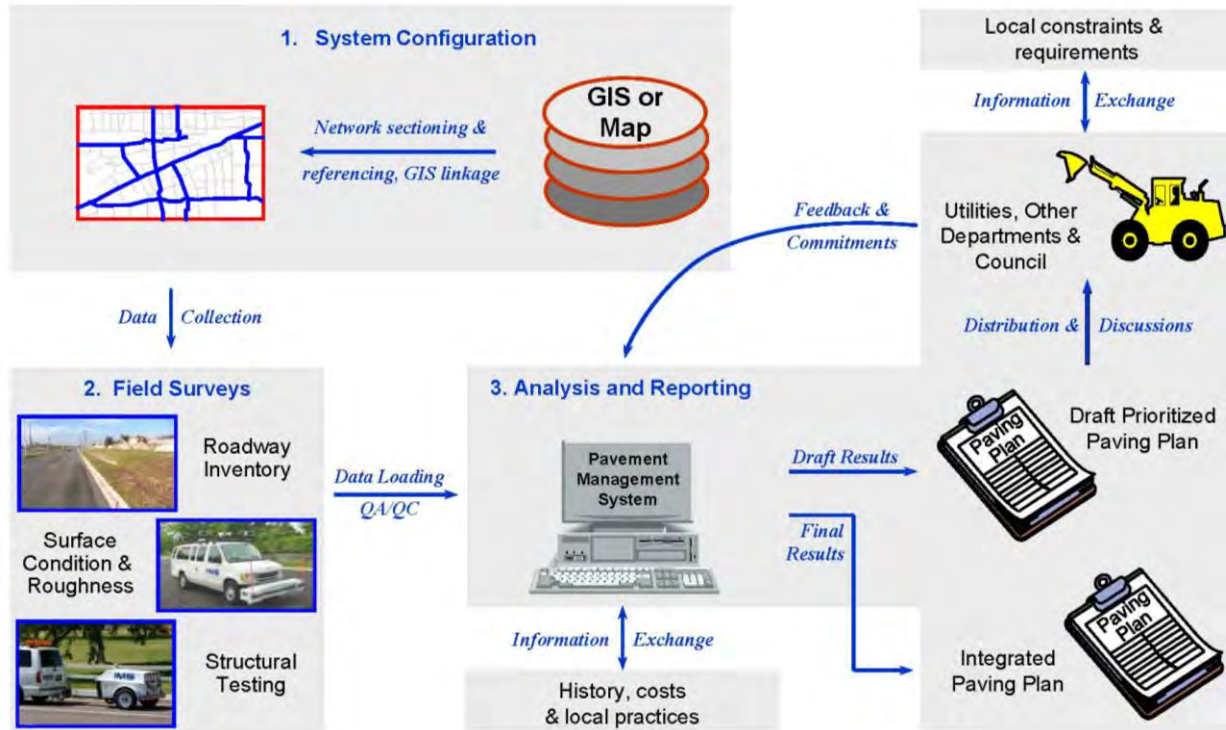 1. System Configuration
GIS or
Map
Network sectioning &
referencing, GIS linkage
Local constraints &
requirements
Information Exchange
Utilities, Other
Departments &
Council
Feedback &
Commitments
Data Collection
Distribution & Discussions
2. Field Surveys
Roadway
Inventory
Surface
Condition &
Roughness
Structural
Testing
IMS
Data Loading
QA/QC
3. Analysis and Reporting
Pavement
Management
System
Draft Results
Final
Results
Paving
Plan
Draft Prioritized
Paving Plan
Paving
Plan
Integrated
Paving Plan
Information Exchange
History, costs
& local practices